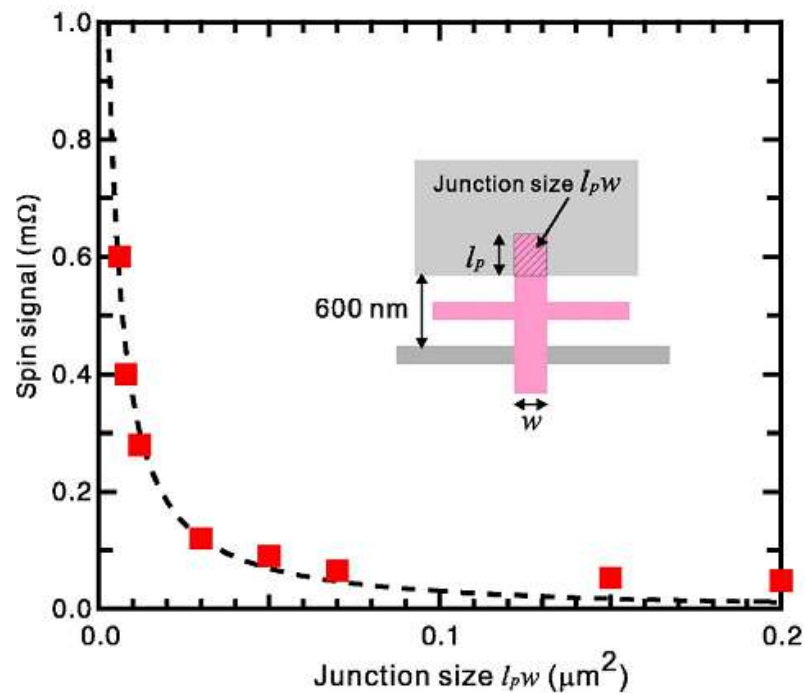 1.0
0.8
0.6
0.4
0.2
0.0
Spin signal (mΩ)
Junction size lₚw
lₚ
600 nm
w
0.0
0.1
0.2
Junction size lₚw (μm²)